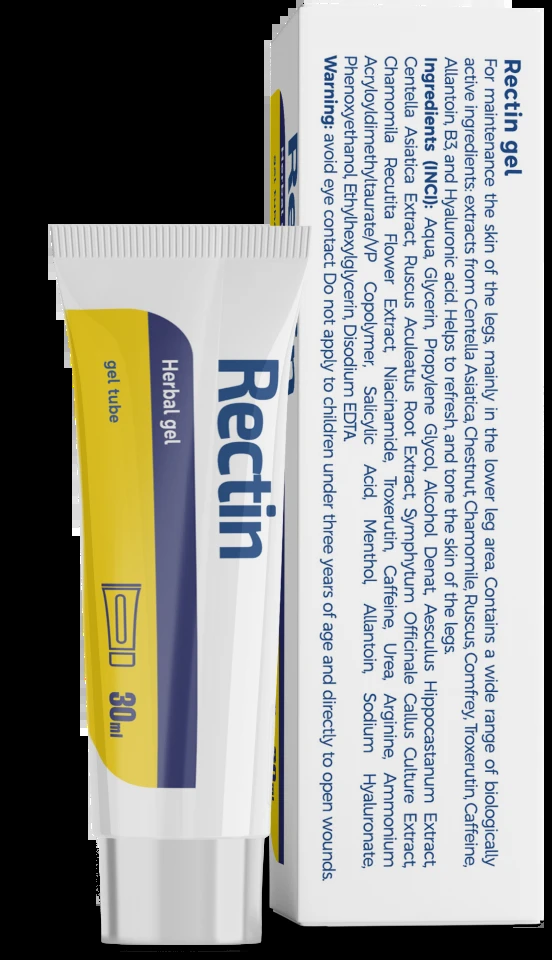 Rectin gel
For maintenance the skin of the legs, mainly in the lower leg area. Contains a wide range of biologically
active ingredients: extracts from Centella Asiatica, Chestnut, Chamomile, Ruscus, Comfrey, Troxerutin, Caffeine,
Allantoin, B3, and Hyaluronic acid. Helps to refresh, and tone the skin of the legs.
Ingredients (INCI): Aqua, Glycerin, Propylene Glycol, Alcohol Denat, Aesculus Hippocastanum Extract,
Centella Asiatica Extract, Ruscus Aculeatus Root Extract, Symphytum Officinale Callus Culture Extract,
Chamomila Recutita Flower Extract, Niacinamide, Troxerutin, Caffeine, Urea, Arginine, Ammonium
Acryloyldimethyltaurate/VP Copolymer, Salicylic Acid, Menthol, Allantoin, Sodium Hyaluronate,
Phenoxyethanol, Ethylhexylglycerin, Disodium EDTA
Warning: avoid eye contact. Do not apply to children under three years of age and directly to open wounds.
Rectin
Herbal gel
gel tube
30ml